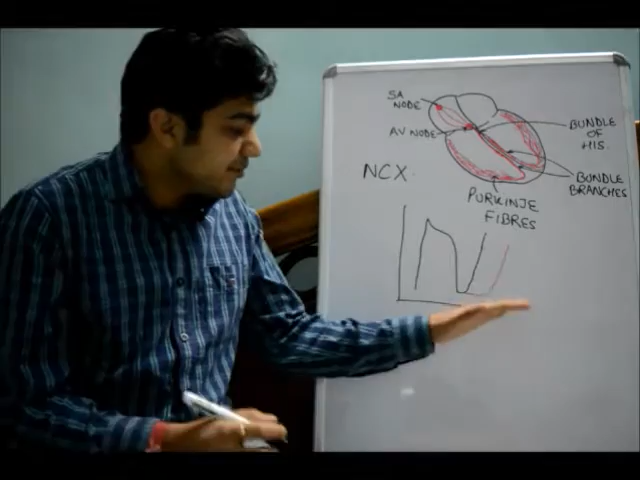 SA
NODE
AV NODE
BUNDLE
OF
HIS.
NCX
BUNDLE
BRANCHES
PURKINJE
FIBRES